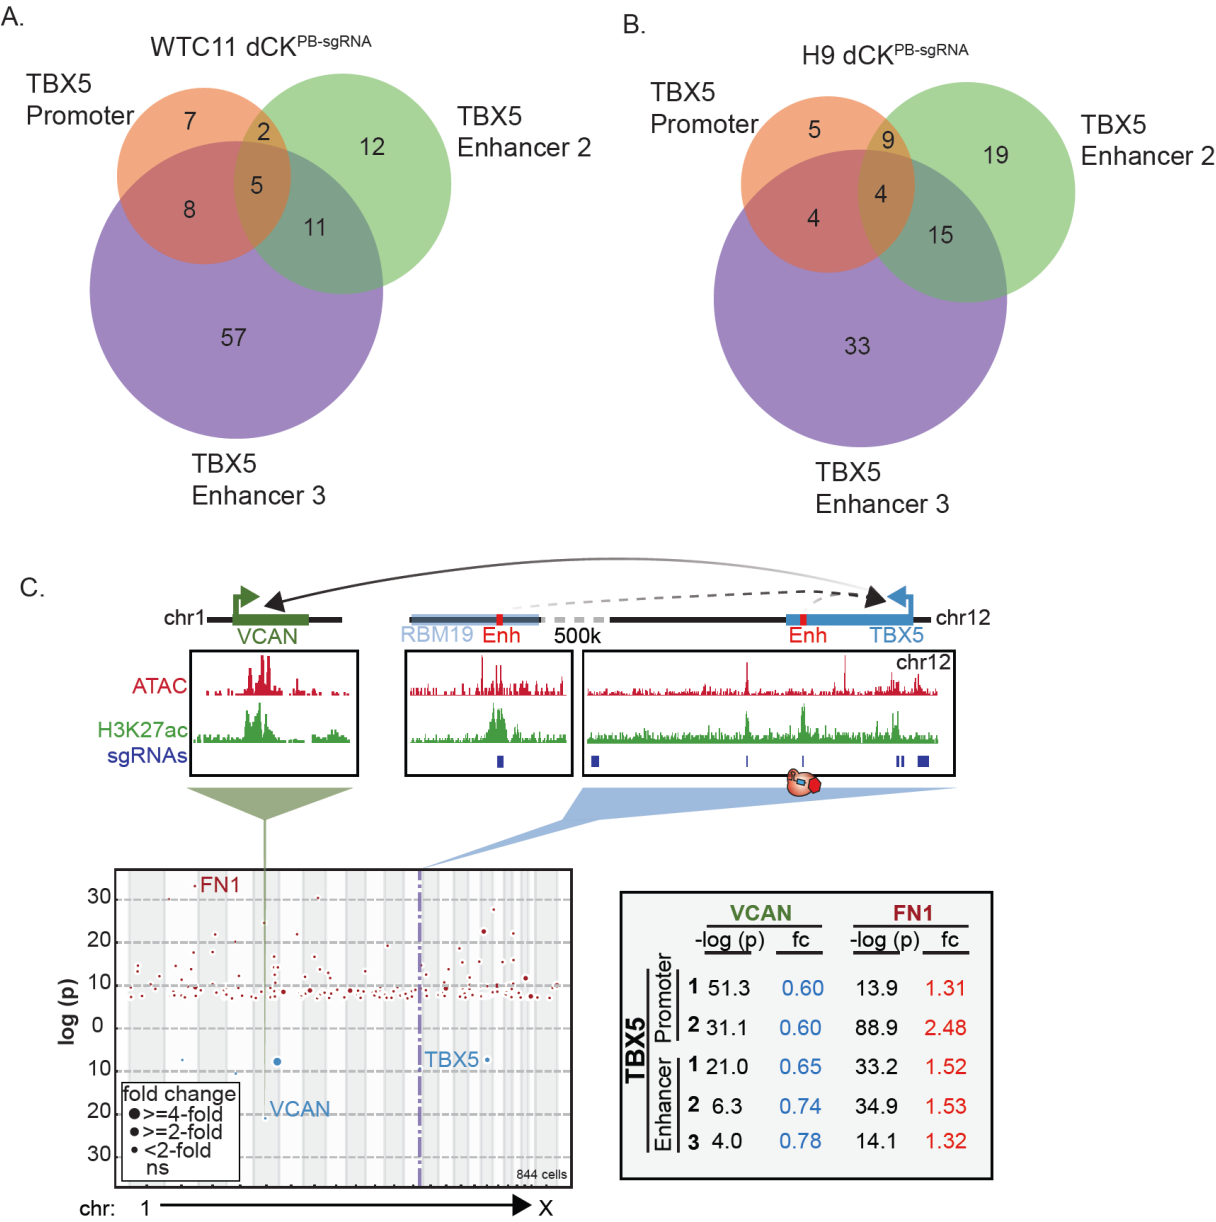 A.
WTC11 dCKPB-sgRNA
TBX5
Promoter
7
2
12
TBX5
Enhancer 2
5
8
11
57
TBX5
Enhancer 3
B.
H9 dCKPB-sgRNA
TBX5
Promoter
5
9
19
TBX5
Enhancer 2
4
4
15
33
TBX5
Enhancer 3
C.
chr1
VCAN
RBM19
Enh
500k
Enh
TBX5
chr12
ATAC
H3K27ac
sgRNAs
chr12
log (p)
30
20
10
0
10
20
30
FN1
TBX5
VCAN
fold change
>=4-fold
>=2-fold
<2-fold
ns
844 cells
chr: 1 X
VCAN FN1
-log (p) fc -log (p) fc
TBX5
Promoter
1 51.3 0.60 13.9 1.31
2 31.1 0.60 88.9 2.48
Enhancer
1 21.0 0.65 33.2 1.52
2 6.3 0.74 34.9 1.53
3 4.0 0.78 14.1 1.32